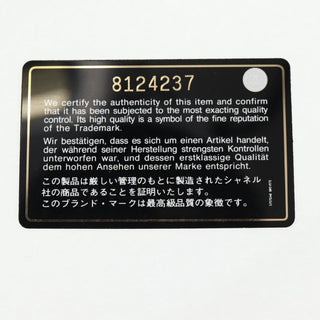 8124237
We certify the authenticity of this item and confirm
that it has been subjected to the most exacting quality
control. Its high quality is a symbol of the fine reputation
of the Trademark.
Wir bestätigen, dass es sich um einen Artikel handelt,
der während seiner Herstellung strengsten Kontrollen
unterworfen war, und dessen erstklassige Qualität
dem hohen Ansehen unserer Marke entspricht.
この製品は厳しい管理のもとに製造されたシャネル
社の商品であることを証明いたします。
このブランド・マークは最高級品質の象徴です。